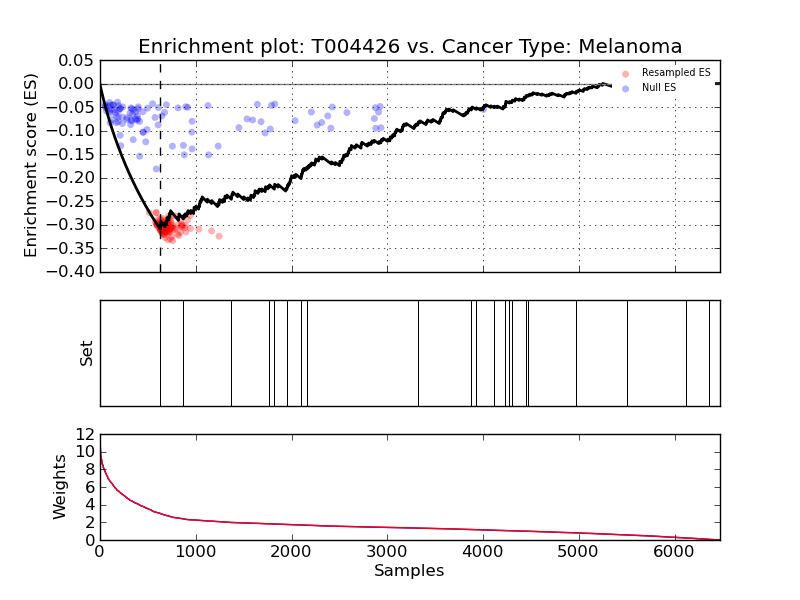 Enrichment plot: T004426 vs. Cancer Type: Melanoma
0.05
0.00
−0.05
−0.10
−0.15
−0.20
−0.25
−0.30
−0.35
−0.40
Enrichment score (ES)
Resampled ES
Null ES
Set
12
10
8
6
4
2
0
Weights
0 1000 2000 3000 4000 5000 6000
Samples